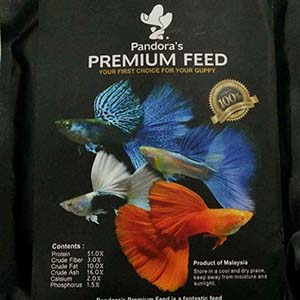 Pandora's
PREMIUM FEED
YOUR FIRST CHOICE FOR YOUR GUPPY
100%
Contents :
Protein 51.0%
Crude Fiber 3.0%
Crude Fat 10.0%
Crude Ash 16.0%
Calsium 2.0%
Phosphorus 1.5%
Product of Malaysia
Store in a cool and dry place,
keep away from moisture and
sunlight.
Pandora's Premium Feed is a fantastic feed